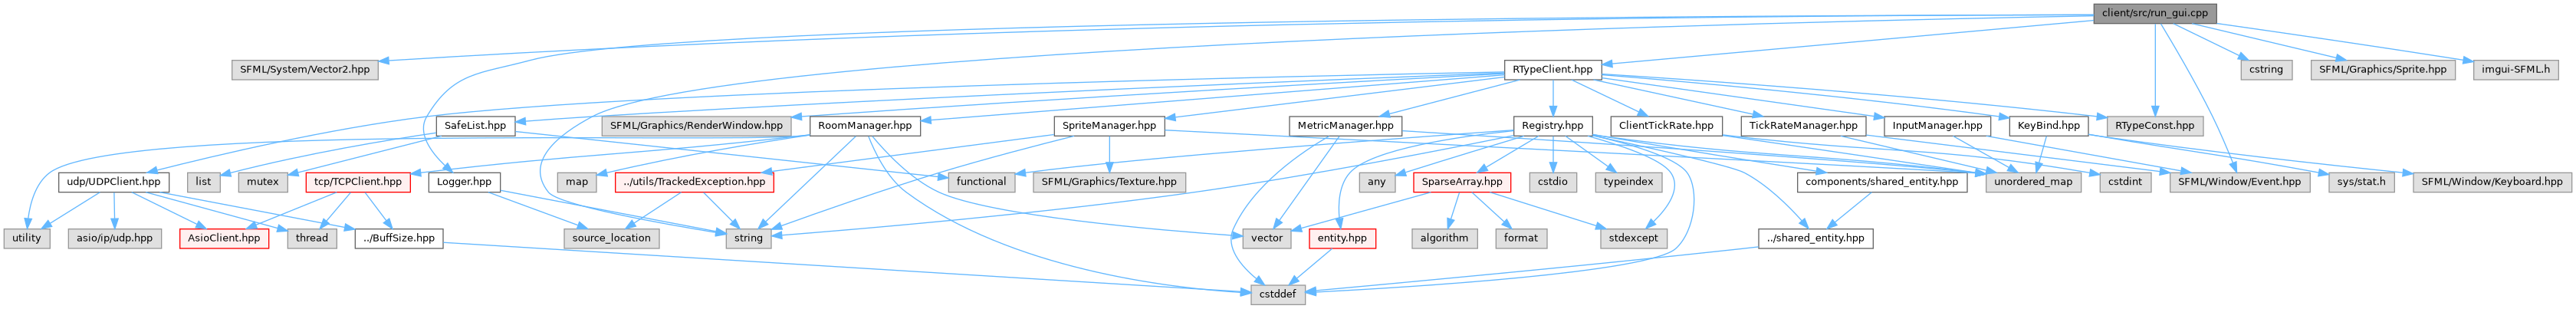 client/src/run_gui.cpp
SFML/System/Vector2.hpp
RTypeClient.hpp
cstring
SFML/Graphics/Sprite.hpp
imgui-SFML.h
SafeList.hpp
SFML/Graphics/RenderWindow.hpp
RoomManager.hpp
SpriteManager.hpp
MetricManager.hpp
Registry.hpp
ClientTickRate.hpp
TickRateManager.hpp
InputManager.hpp
KeyBind.hpp
RTypeConst.hpp
udp/UDPClient.hpp
list
mutex
tcp/TCPClient.hpp
Logger.hpp
map
../utils/TrackedException.hpp
functional
SFML/Graphics/Texture.hpp
any
SparseArray.hpp
cstdio
typeindex
components/shared_entity.hpp
unordered_map
cstdint
SFML/Window/Event.hpp
sys/stat.h
SFML/Window/Keyboard.hpp
utility
asio/ip/udp.hpp
AsioClient.hpp
thread
../BuffSize.hpp
source_location
string
vector
entity.hpp
algorithm
format
stdexcept
../shared_entity.hpp
cstddef